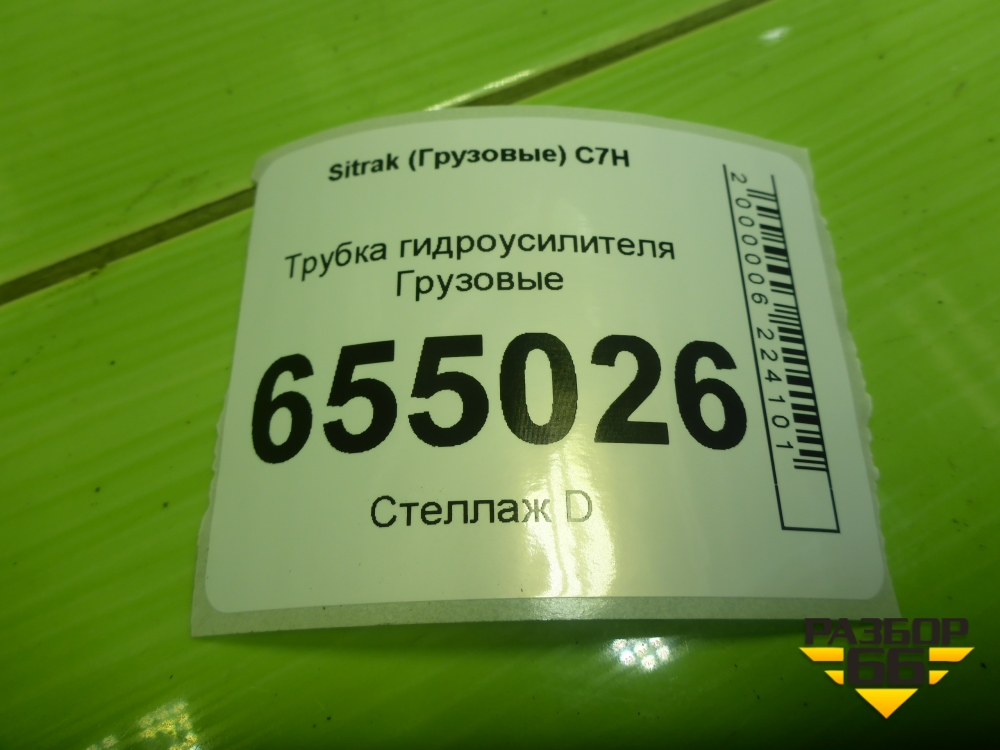 Sitrak (Грузовые) C7H
Трубка гидроусилителя
Грузовые
655026
Стеллаж D
2000006224101
РАЗБОР
66